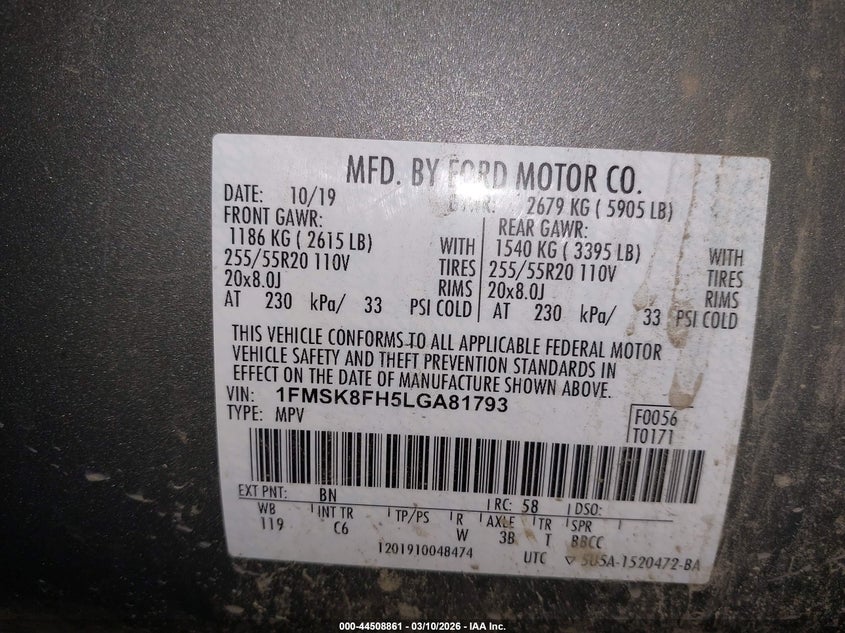 MFD. BY FORD MOTOR CO.
DATE: 10/19 GVWR: 2679 KG ( 5905 LB)
FRONT GAWR: REAR GAWR:
1186 KG ( 2615 LB) WITH 1540 KG ( 3395 LB) WITH
255/55R20 110V TIRES 255/55R20 110V TIRES
20x8.0J RIMS 20x8.0J RIMS
AT 230 kPa/ 33 PSI COLD AT 230 kPa/ 33 PSI COLD
THIS VEHICLE CONFORMS TO ALL APPLICABLE FEDERAL MOTOR
VEHICLE SAFETY AND THEFT PREVENTION STANDARDS IN
EFFECT ON THE DATE OF MANUFACTURE SHOWN ABOVE.
VIN: 1FMSK8FH5LGA81793
TYPE: MPV
F0056
T0171
EXT PNT: BN RC: 58 DSO:
WB INT TR TP/PS R AXLE TR SPR
119 C6 W 3B T BBCC
1201910048474 UTC ▽ 5U5A-1520472-BA
000-44508861 - 03/10/2026 - IAA Inc.